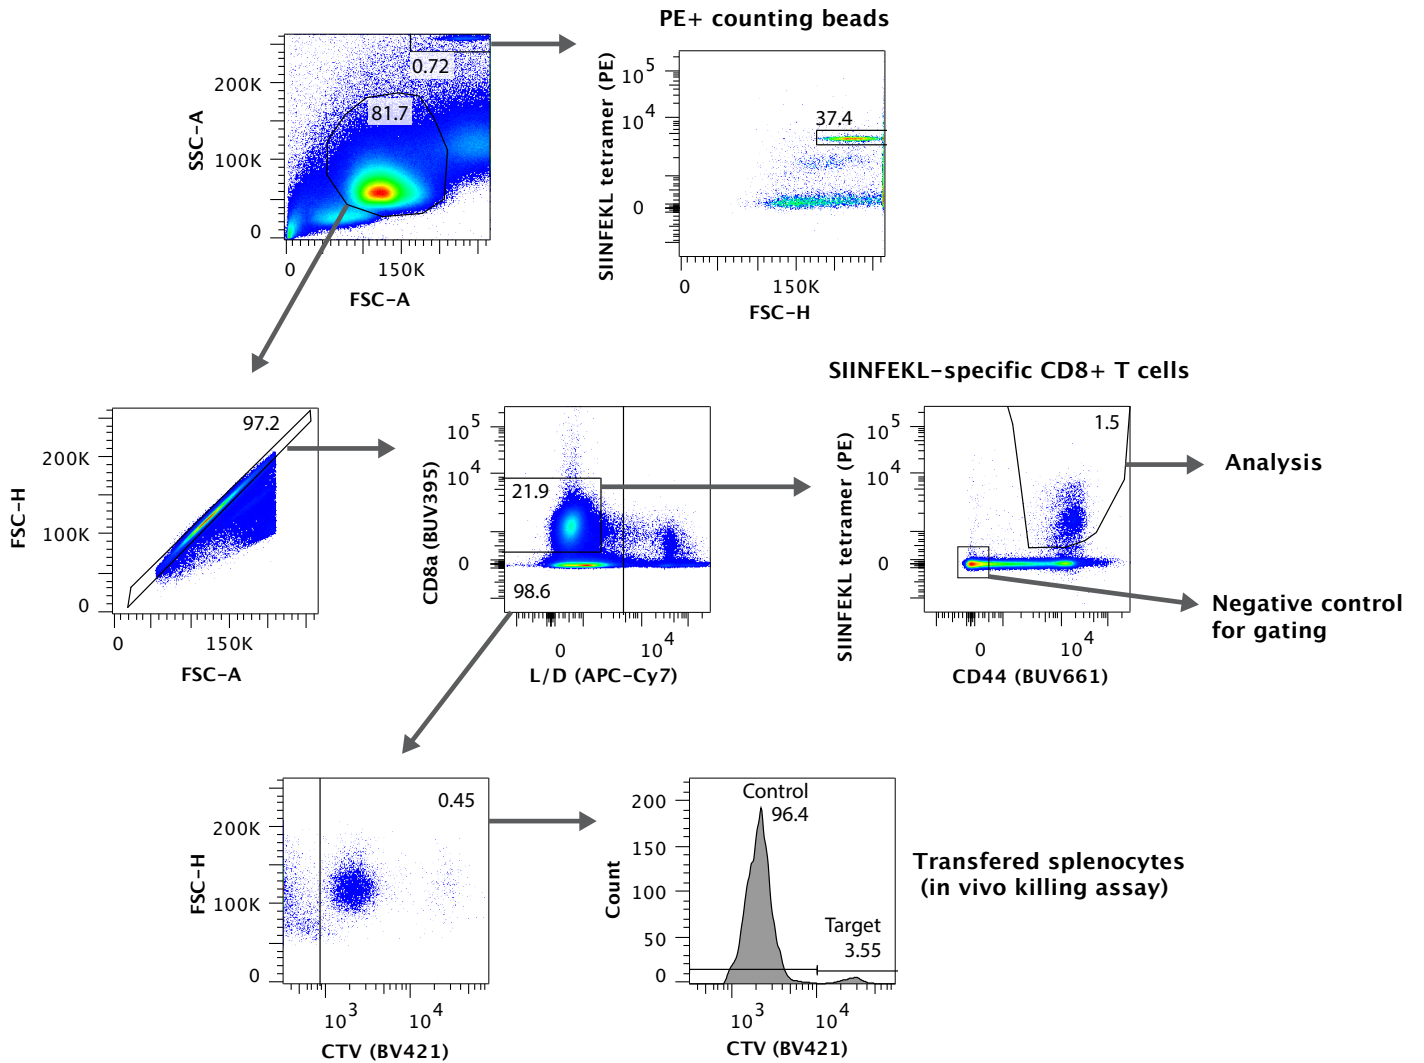 PE+ counting beads
SSC-A
200K
100K
0
0.72
81.7
0
150K
FSC-A
SIINFEKL tetramer (PE)
10^5
10^4
0
37.4
0
150K
FSC-H
FSC-H
200K
100K
0
97.2
0
150K
FSC-A
CD8a (BUV395)
10^5
10^4
0
21.9
98.6
0
10^4
L/D (APC-Cy7)
SIINFEKL-specific CD8+ T cells
SIINFEKL tetramer (PE)
10^5
10^4
0
1.5
0
10^4
CD44 (BUV661)
Analysis
Negative control
for gating
FSC-H
200K
100K
0
0.45
10^3
10^4
CTV (BV421)
Count
200
150
100
50
0
Control
96.4
Target
3.55
10^3
10^4
CTV (BV421)
Transfered splenocytes
(in vivo killing assay)